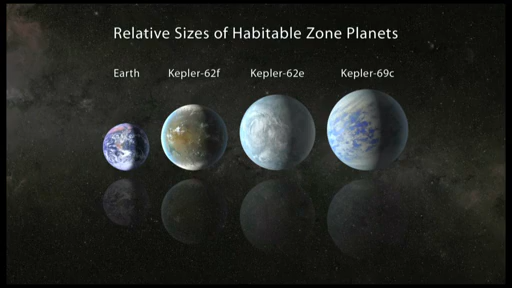 Relative Sizes of Habitable Zone Planets
Earth
Kepler-62f
Kepler-62e
Kepler-69c